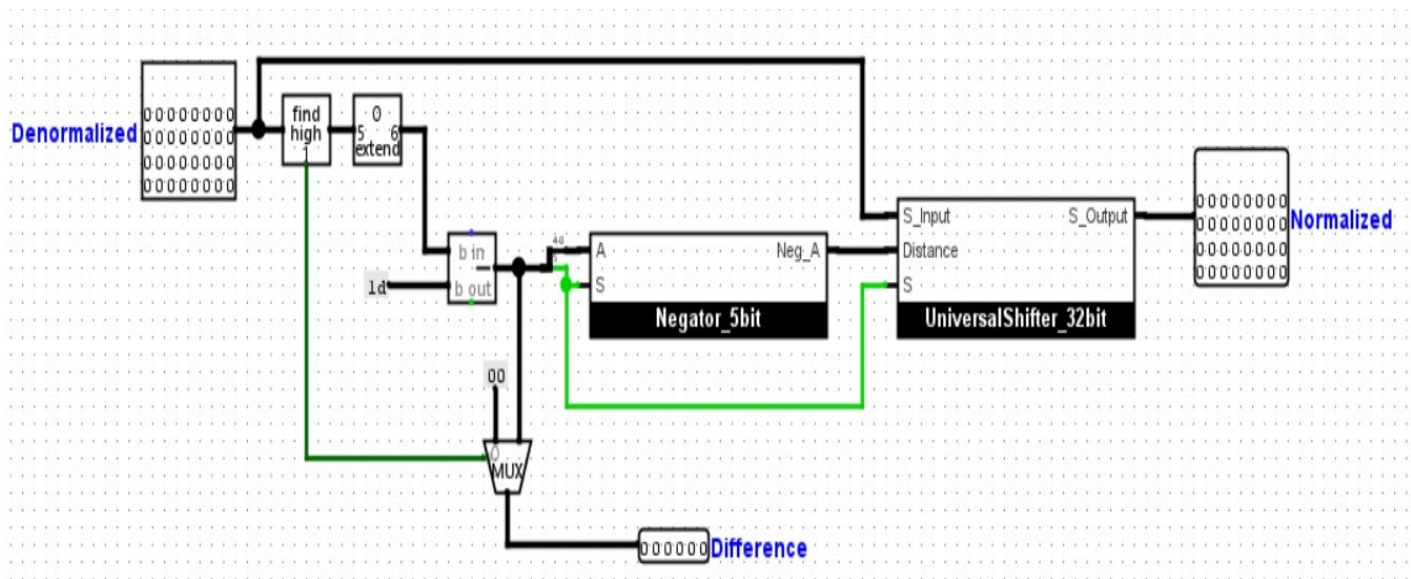 Denormalized
00000000
00000000
00000000
00000000
find
high
1
0
5 6
extend
b in
b out
1d
A
S
Neg_A
Negator_5bit
S_Input
Distance
S
S_Output
UniversalShifter_32bit
00000000
00000000
00000000
00000000
Normalized
00
0
MUX
000000
Difference